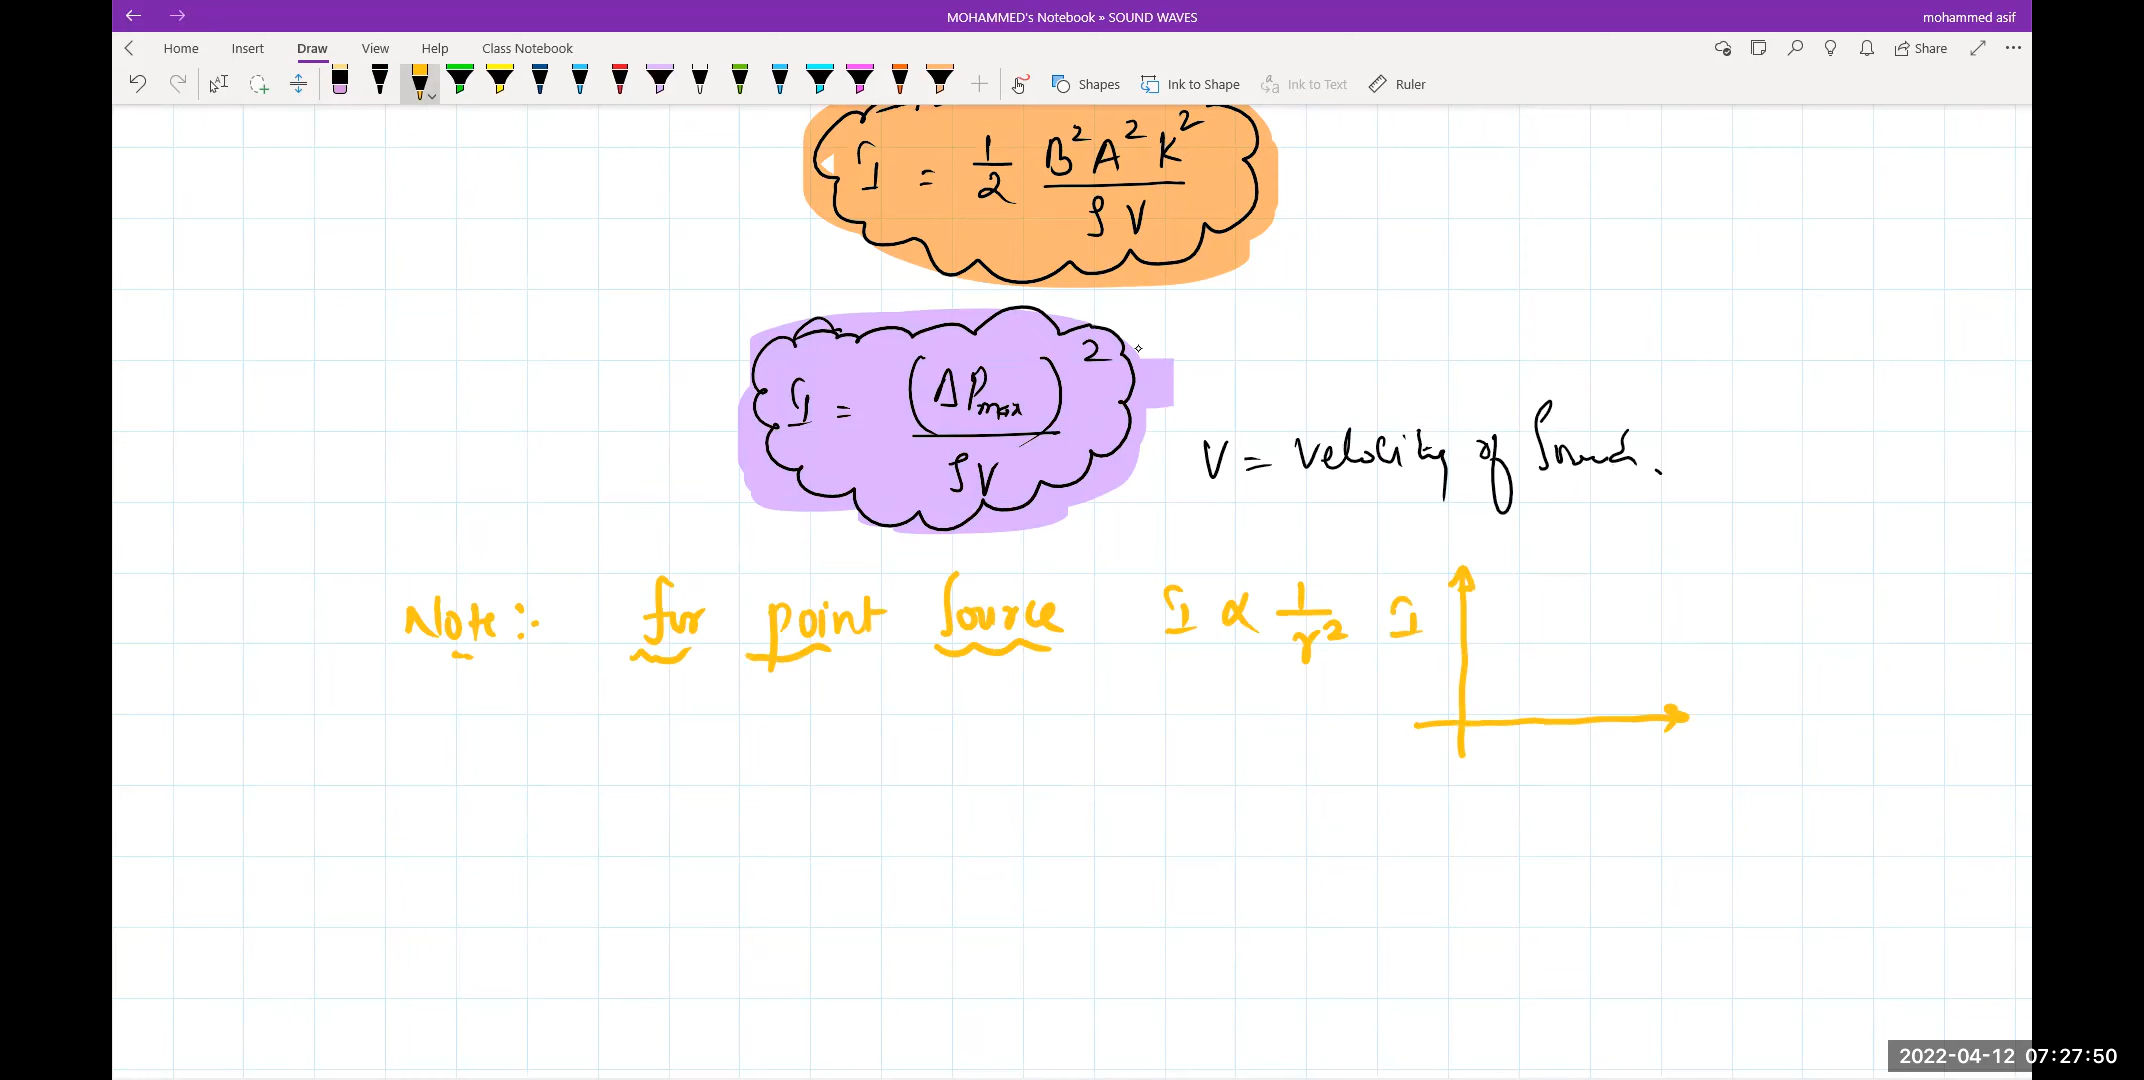 MOHAMMED's Notebook » SOUND WAVES
mohammed asif
Home Insert Draw View Help Class Notebook
Share
Shapes Ink to Shape Ink to Text Ruler
I = 1/2 B²A²K² / ρV
I = (ΔPmax)² / ρV
V = Velocity of Sound.
Note:- for point Source I ∝ 1/r² I
2022-04-12 07:27:50